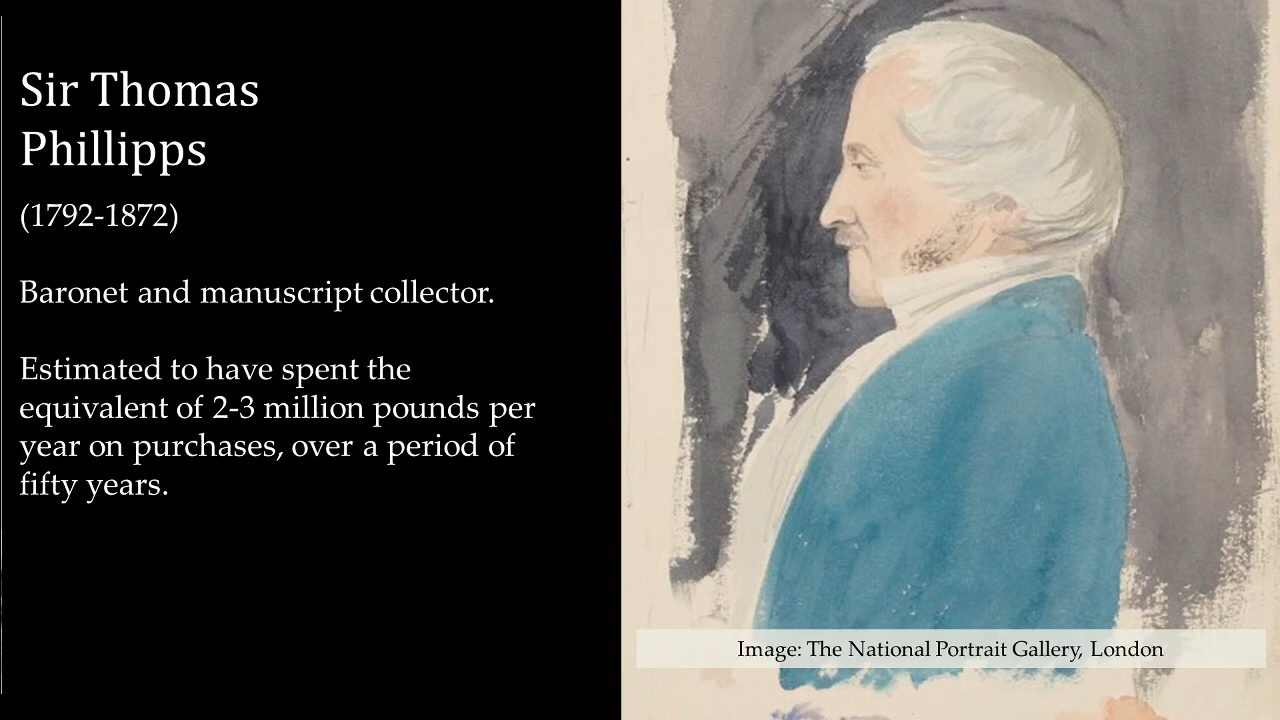 Sir Thomas
Phillipps
(1792-1872)
Baronet and manuscript collector.
Estimated to have spent the
equivalent of 2-3 million pounds per
year on purchases, over a period of
fifty years.
Image: The National Portrait Gallery, London